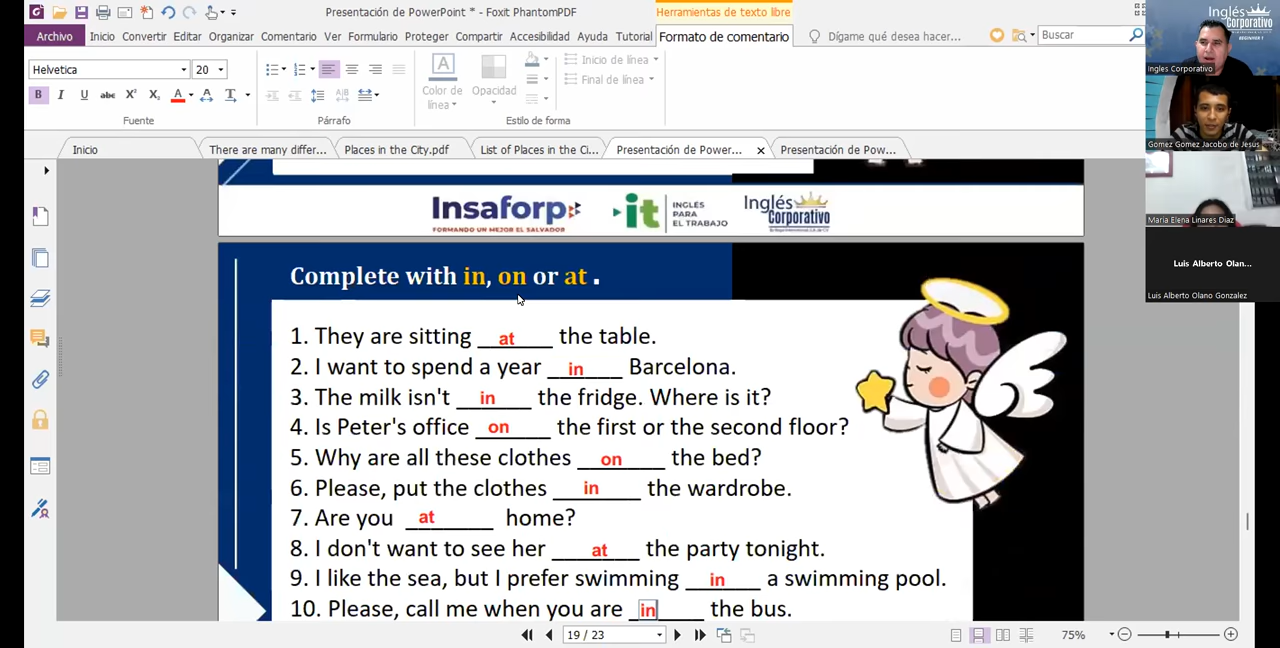 Presentación de PowerPoint * - Foxit PhantomPDF
Herramientas de texto libre
Archivo Inicio Convertir Editar Organizar Comentario Ver Formulario Proteger Compartir Accesibilidad Ayuda Tutorial Formato de comentario Dígame qué desea hacer... Buscar
Helvetica 20
Color de línea Opacidad
Inicio de línea
Final de línea
Fuente Párrafo Estilo de forma
Inicio There are many differ... Places in the City.pdf List of Places in the Ci... Presentación de Power... Presentación de Pow...
Insaforp
FORMANDO UN MEJOR EL SALVADOR
it INGLÉS PARA EL TRABAJO
Inglés Corporativo
Complete with in, on or at .
1. They are sitting at the table.
2. I want to spend a year in Barcelona.
3. The milk isn't in the fridge. Where is it?
4. Is Peter's office on the first or the second floor?
5. Why are all these clothes on the bed?
6. Please, put the clothes in the wardrobe.
7. Are you at home?
8. I don't want to see her at the party tonight.
9. I like the sea, but I prefer swimming in a swimming pool.
10. Please, call me when you are in the bus.
19 / 23
75%
Inglés Corporativo
BEGINNER 1
Ingles Corporativo
Gomez Gomez Jacobo de Jesus
Maria Elena Linares Diaz
Luis Alberto Olan...
Luis Alberto Olano Gonzalez